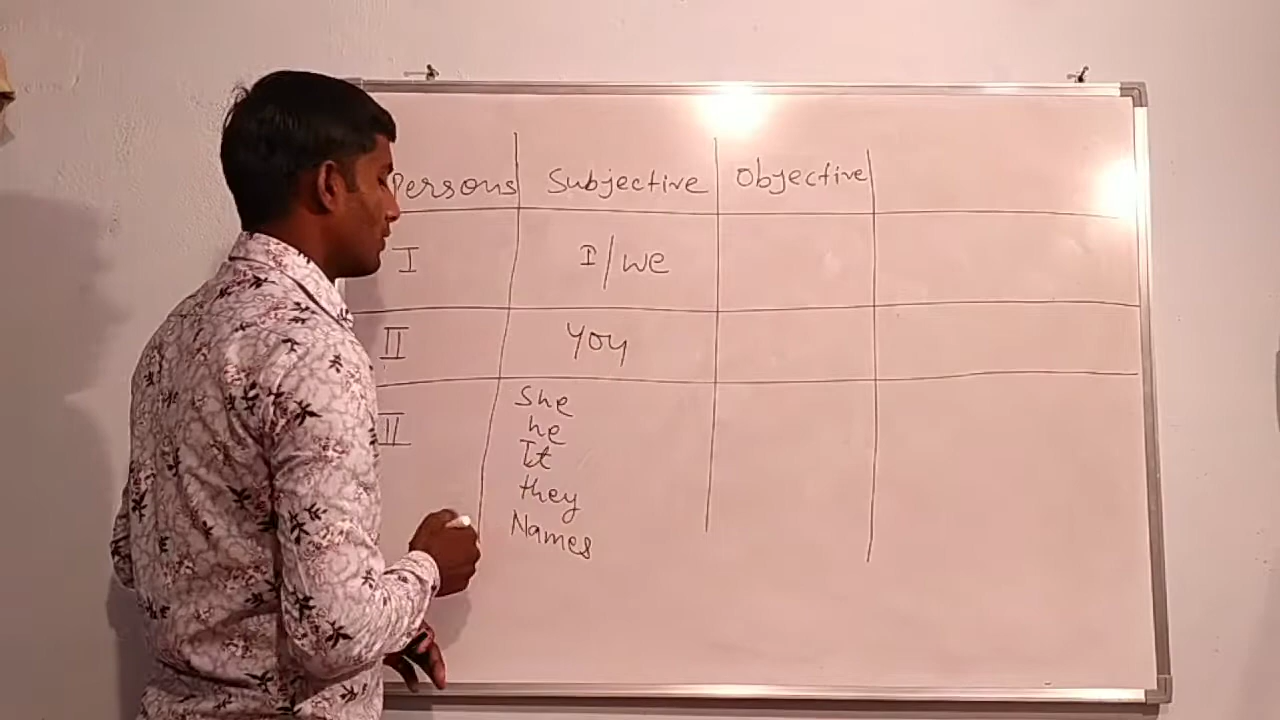 Persons Subjective Objective
I I/we
II you
II She
he
It
they
Names